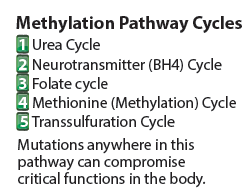 Methylation Pathway Cycles
1 Urea Cycle
2 Neurotransmitter (BH4) Cycle
3 Folate cycle
4 Methionine (Methylation) Cycle
5 Transsulfuration Cycle
Mutations anywhere in this
pathway can compromise
critical functions in the body.